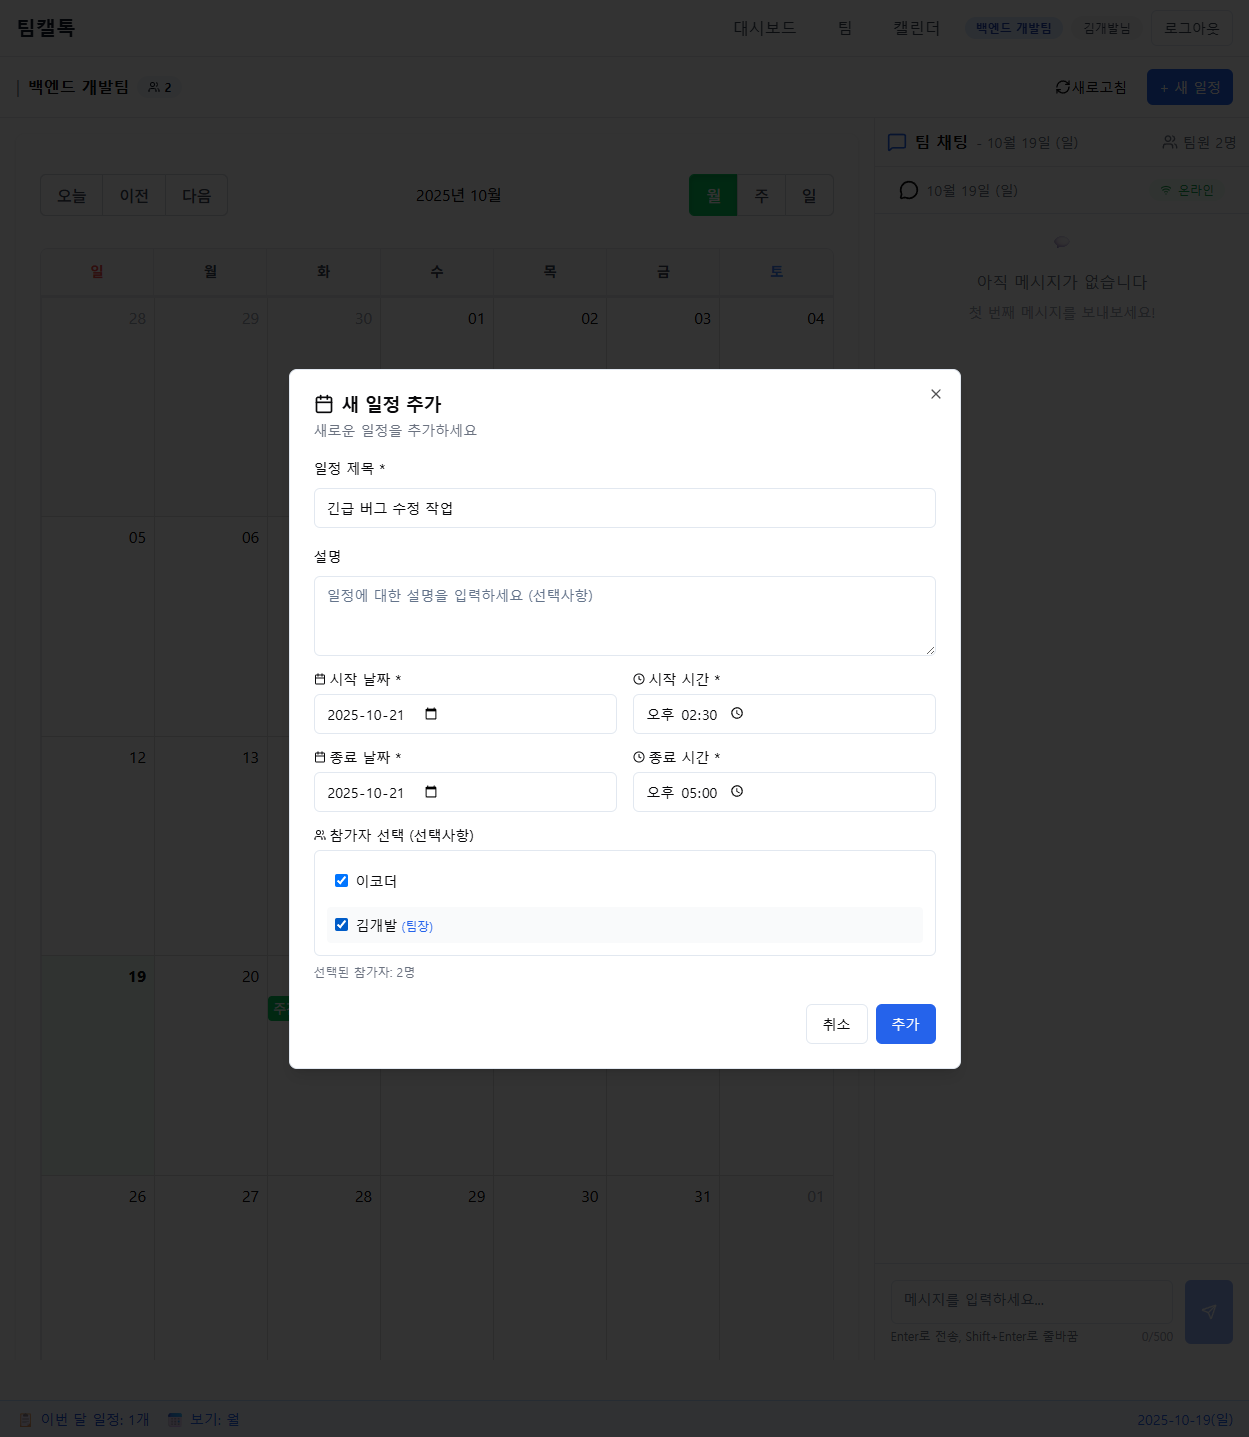 팀캘톡
대시보드 팀 캘린더 백엔드 개발팀 김개발님 로그아웃
백엔드 개발팀 2
새로고침 + 새 일정
오늘 이전 다음
2025년 10월
월 주 일
일 월 화 수 목 금 토
28 29 30 01 02 03 04
05 06
12 13
19 20
26 27 28 29 30 31 01
팀 채팅 - 10월 19일 (일) 팀원 2명
10월 19일 (일) 온라인
아직 메시지가 없습니다
첫 번째 메시지를 보내보세요!
새 일정 추가
새로운 일정을 추가하세요
일정 제목 *
긴급 버그 수정 작업
설명
일정에 대한 설명을 입력하세요 (선택사항)
시작 날짜 * 시작 시간 *
2025-10-21 오후 02:30
종료 날짜 * 종료 시간 *
2025-10-21 오후 05:00
참가자 선택 (선택사항)
이코더
김개발 (팀장)
선택된 참가자: 2명
취소 추가
메시지를 입력하세요...
Enter로 전송, Shift+Enter로 줄바꿈 0/500
이번 달 일정: 1개 보기: 월 2025-10-19(일)